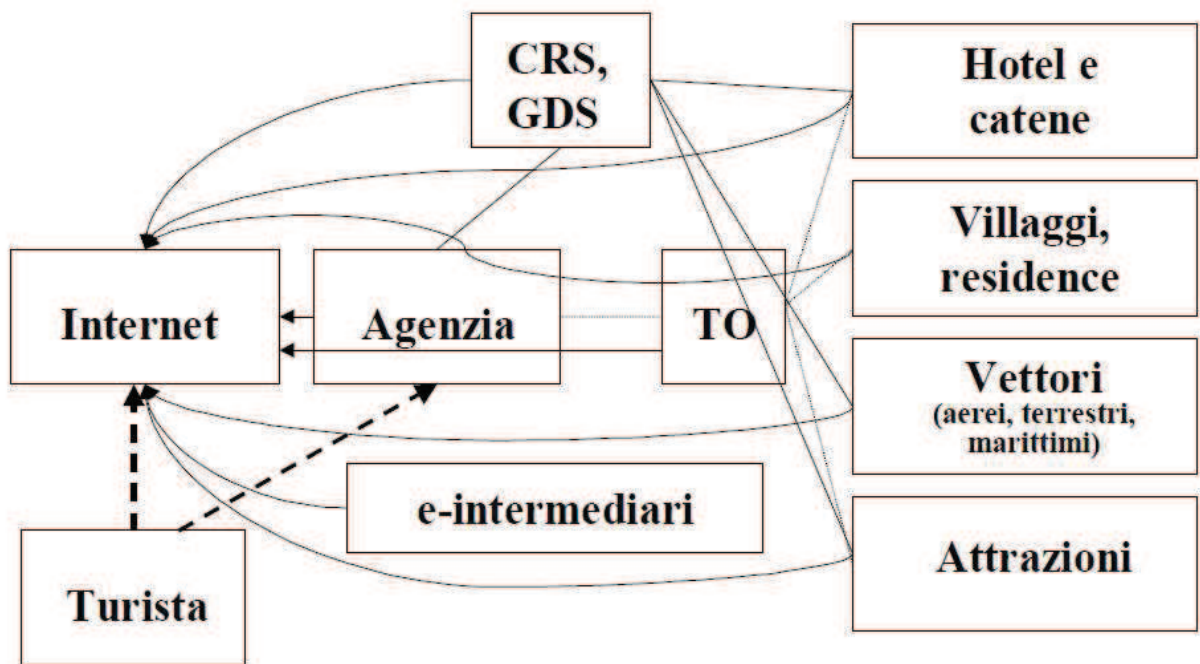 CRS,
GDS
Hotel e
catene
Villaggi,
residence
Internet
Agenzia
TO
Vettori
(aerei, terrestri,
marittimi)
e-intermediari
Attrazioni
Turista